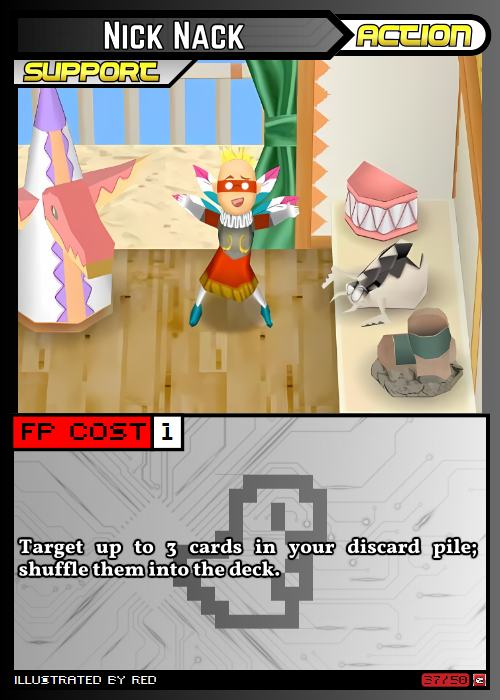 Nick Nack
ACTION
SUPPORT
FP COST 1
Target up to 3 cards in your discard pile;
shuffle them into the deck.
ILLUSTRATED BY RED
37/50